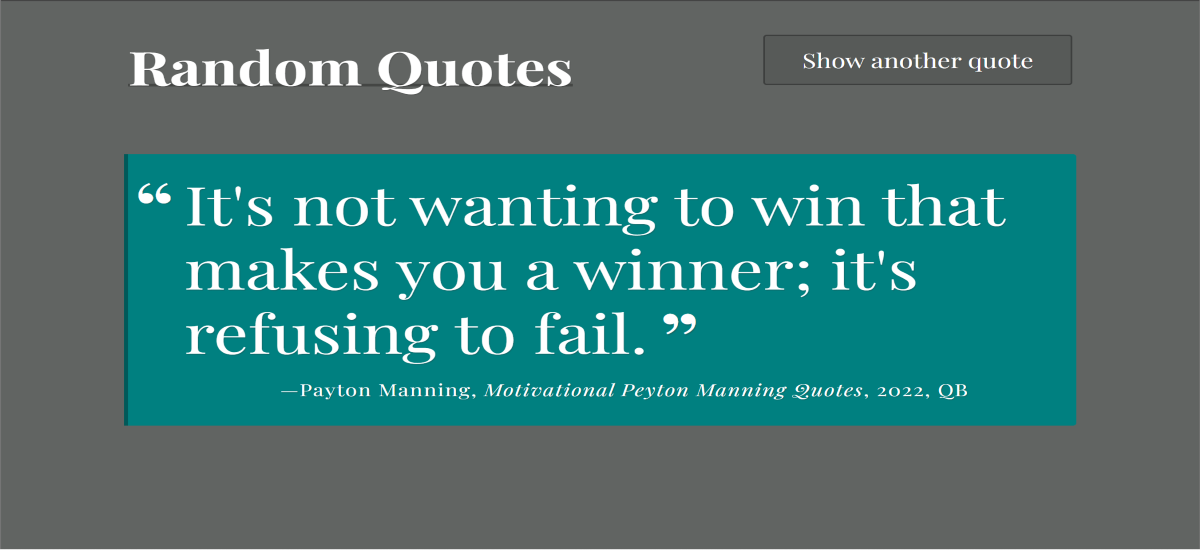 Random Quotes
Show another quote
“ It's not wanting to win that
makes you a winner; it's
refusing to fail. ”
—Payton Manning, Motivational Peyton Manning Quotes, 2022, QB